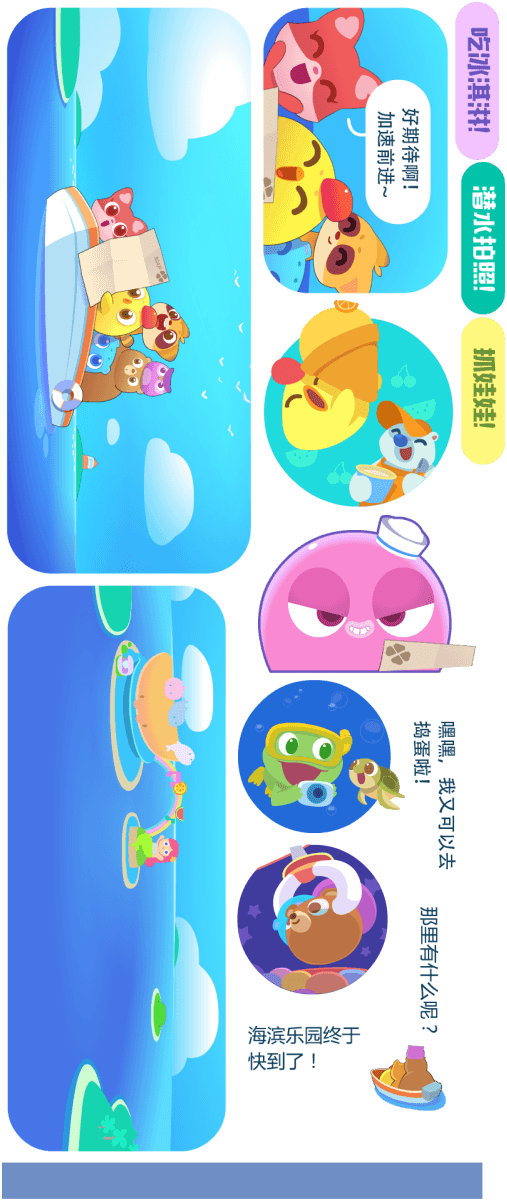 吃冰淇淋!
潜水拍照!
抓娃娃!
好期待啊!
加速前进~
嘿嘿，我又可以去
捣蛋啦!
那里有什么呢？
海滨乐园终于
快到了！